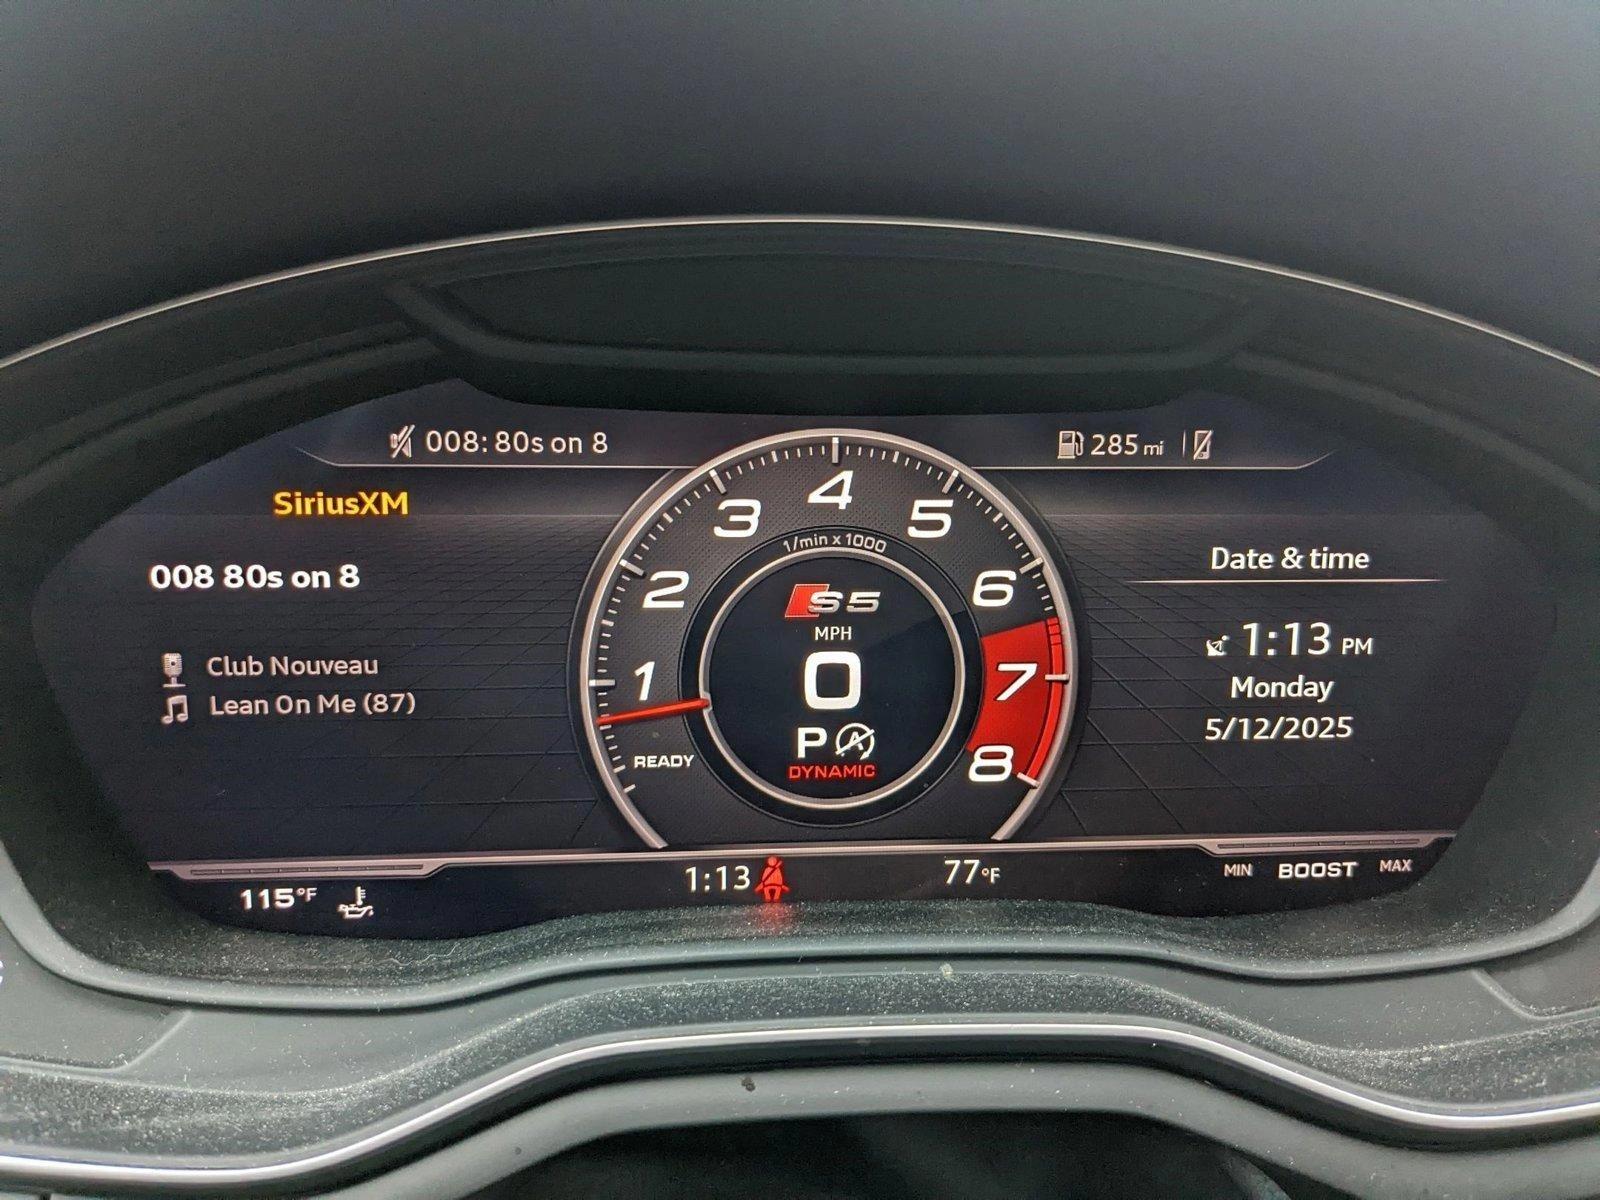 008: 80s on 8
285 mi
SiriusXM
008 80s on 8
Club Nouveau
Lean On Me (87)
1 2 3 4 5 6 7 8
1/min x 1000
READY
S5
MPH
0
P A
DYNAMIC
Date & time
1:13 PM
Monday
5/12/2025
115°F
1:13
77°F
MIN BOOST MAX